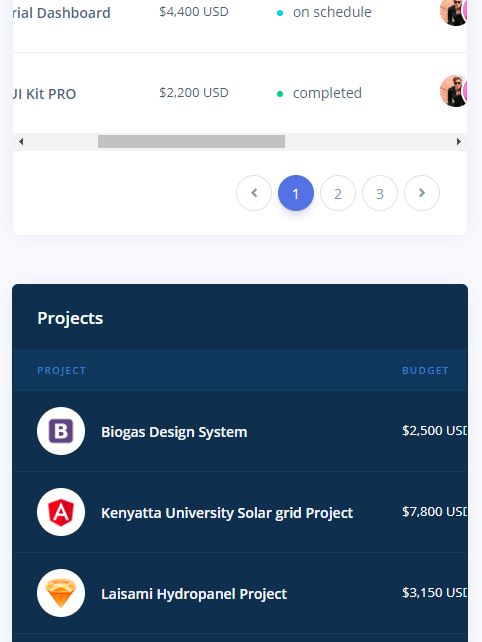 Dashboard $4,400 USD on schedule
Kit PRO $2,200 USD completed
1 2 3
Projects
PROJECT BUDGET
B Biogas Design System $2,500 USD
A Kenyatta University Solar grid Project $7,800 USD
Laisami Hydropanel Project $3,150 USD